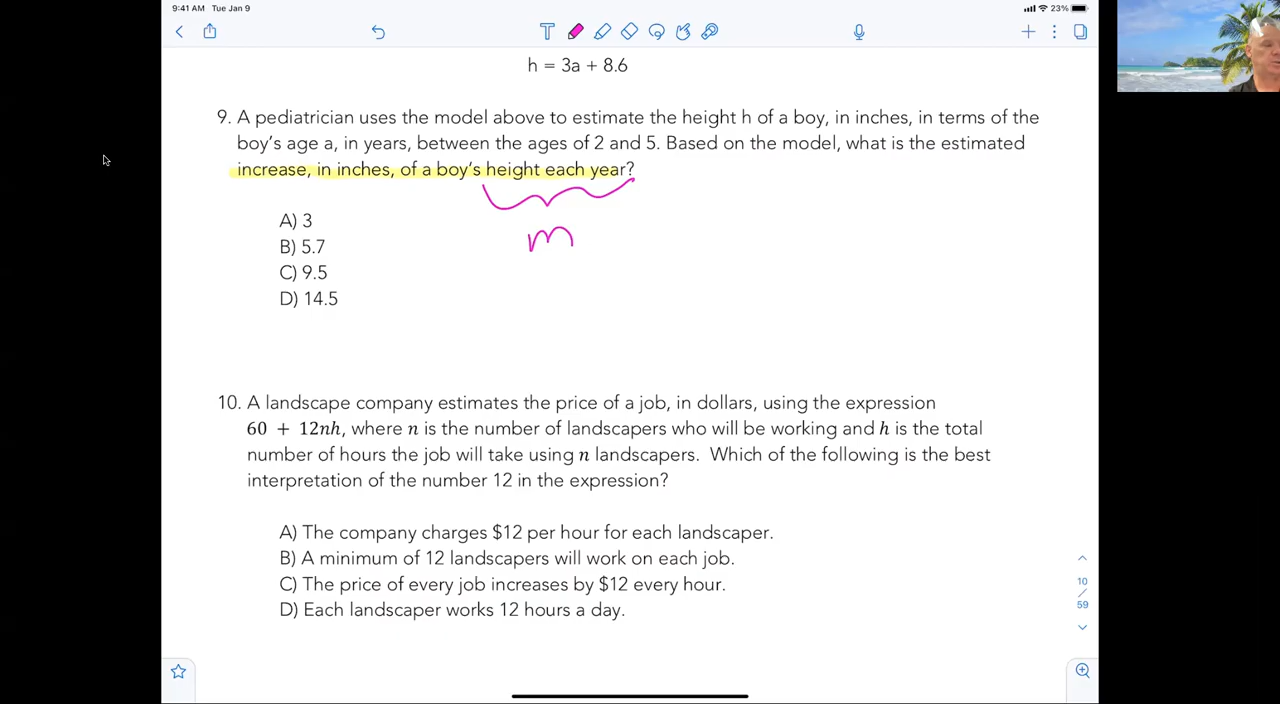 9:41 AM Tue Jan 9
23%
h = 3a + 8.6
9. A pediatrician uses the model above to estimate the height h of a boy, in inches, in terms of the
boy's age a, in years, between the ages of 2 and 5. Based on the model, what is the estimated
increase, in inches, of a boy's height each year?
m
A) 3
B) 5.7
C) 9.5
D) 14.5
10. A landscape company estimates the price of a job, in dollars, using the expression
60 + 12nh, where n is the number of landscapers who will be working and h is the total
number of hours the job will take using n landscapers. Which of the following is the best
interpretation of the number 12 in the expression?
A) The company charges $12 per hour for each landscaper.
B) A minimum of 12 landscapers will work on each job.
C) The price of every job increases by $12 every hour.
D) Each landscaper works 12 hours a day.
10
/
59